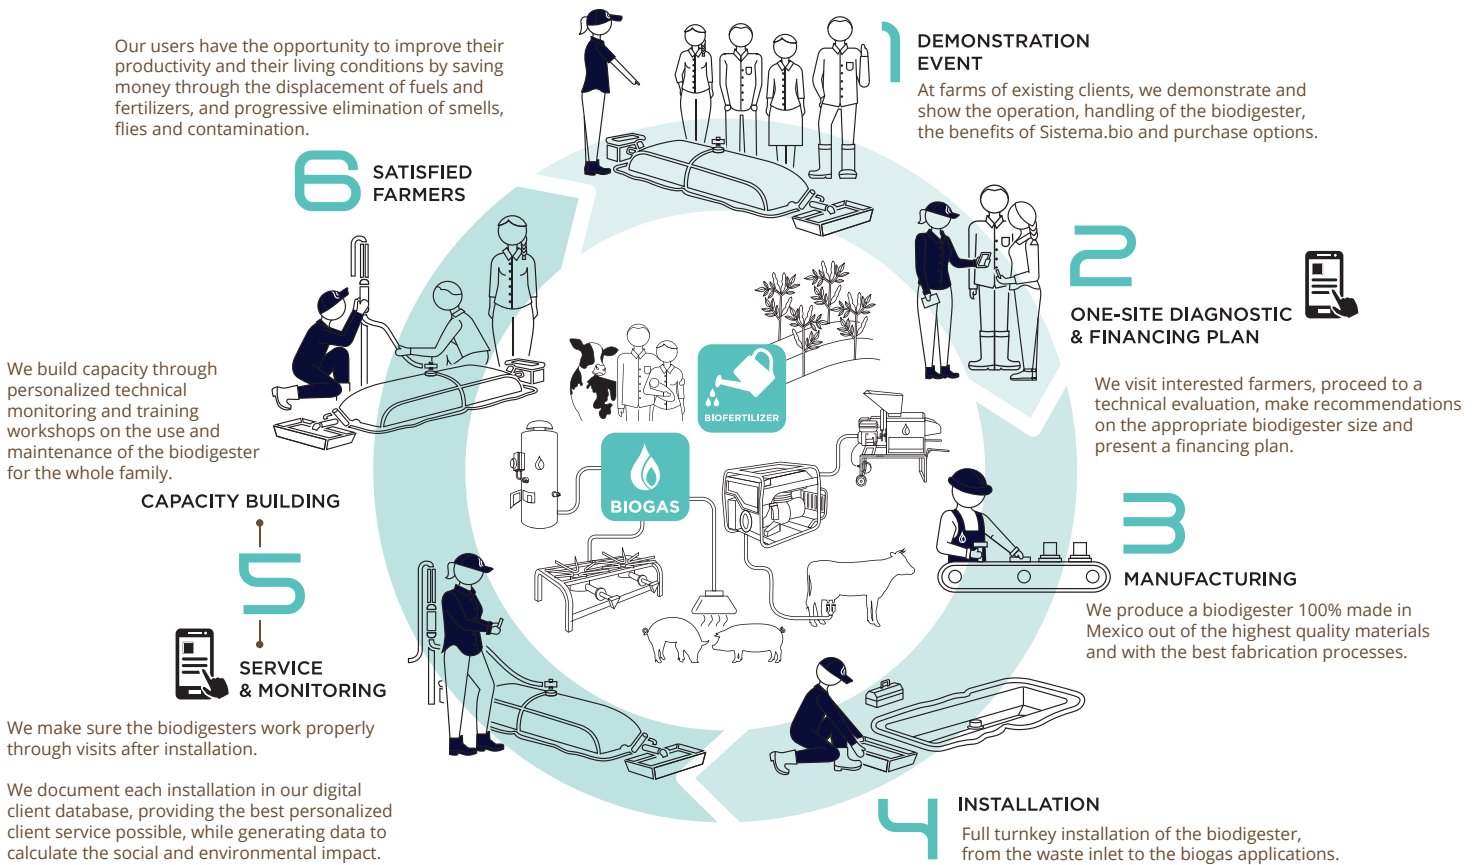 1
DEMONSTRATION
EVENT
At farms of existing clients, we demonstrate and
show the operation, handling of the biodigester,
the benefits of Sistema.bio and purchase options.
2
ONE-SITE DIAGNOSTIC
& FINANCING PLAN
We visit interested farmers, proceed to a
technical evaluation, make recommendations
on the appropriate biodigester size and
present a financing plan.
3
MANUFACTURING
We produce a biodigester 100% made in
Mexico out of the highest quality materials
and with the best fabrication processes.
4
INSTALLATION
Full turnkey installation of the biodigester,
from the waste inlet to the biogas applications.
We build capacity through
personalized technical
monitoring and training
workshops on the use and
maintenance of the biodigester
for the whole family.
CAPACITY BUILDING
5
SERVICE
& MONITORING
We make sure the biodigesters work properly
through visits after installation.
We document each installation in our digital
client database, providing the best personalized
client service possible, while generating data to
calculate the social and environmental impact.
Our users have the opportunity to improve their
productivity and their living conditions by saving
money through the displacement of fuels and
fertilizers, and progressive elimination of smells,
flies and contamination.
6
SATISFIED
FARMERS
BIOFERTILIZER
BIOGAS